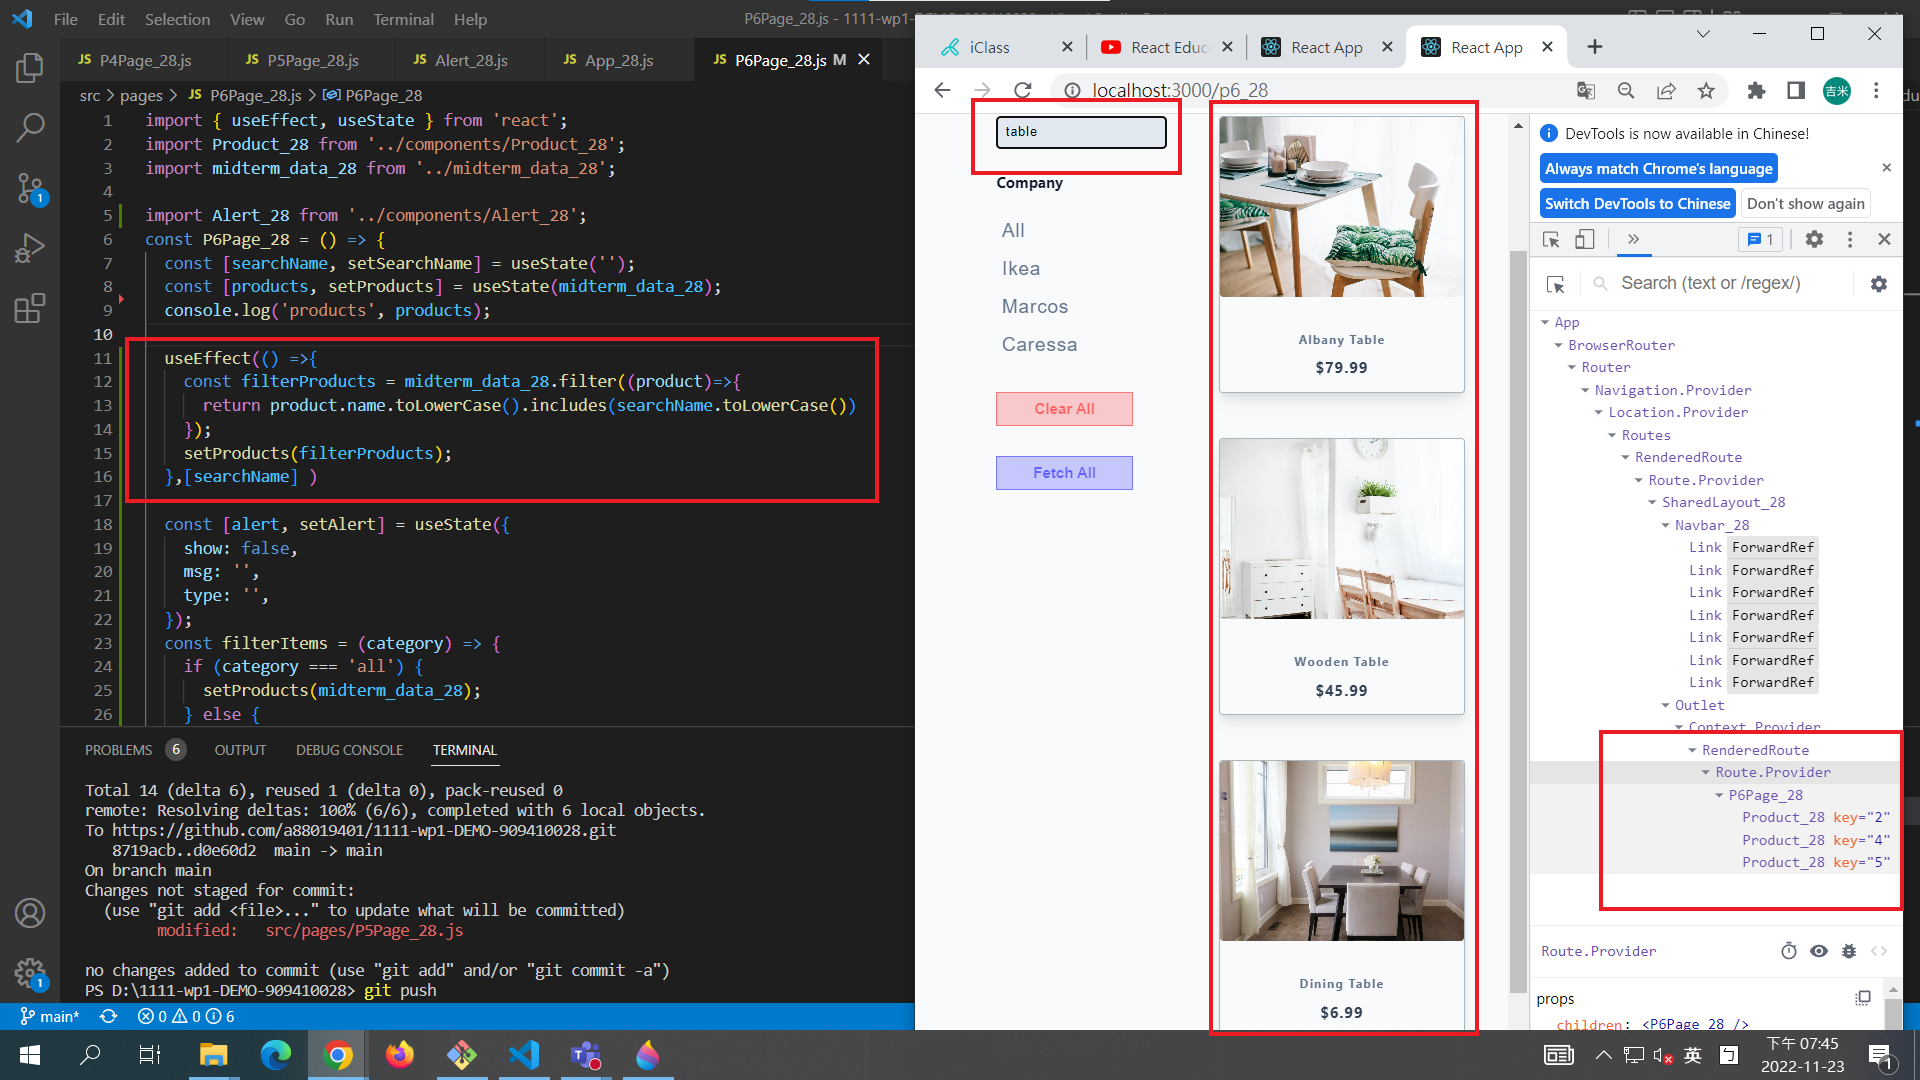 File Edit Selection View Go Run Terminal Help
P6Page_28.js - 1111-wp1-
JS P4Page_28.js
JS P5Page_28.js
JS Alert_28.js
JS App_28.js
JS P6Page_28.js M
src > pages > JS P6Page_28.js > P6Page_28
1 import { useEffect, useState } from 'react';
2 import Product_28 from '../components/Product_28';
3 import midterm_data_28 from '../midterm_data_28';
4
5 import Alert_28 from '../components/Alert_28';
6 const P6Page_28 = () => {
7 const [searchName, setSearchName] = useState('');
8 const [products, setProducts] = useState(midterm_data_28);
9 console.log('products', products);
10
11 useEffect(() =>{
12 const filterProducts = midterm_data_28.filter((product)=>{
13 return product.name.toLowerCase().includes(searchName.toLowerCase())
14 });
15 setProducts(filterProducts);
16 },[searchName] )
17
18 const [alert, setAlert] = useState({
19 show: false,
20 msg: '',
21 type: '',
22 });
23 const filterItems = (category) => {
24 if (category === 'all') {
25 setProducts(midterm_data_28);
26 } else {
PROBLEMS 6 OUTPUT DEBUG CONSOLE TERMINAL
Total 14 (delta 6), reused 1 (delta 0), pack-reused 0
remote: Resolving deltas: 100% (6/6), completed with 6 local objects.
To https://github.com/a88019401/1111-wp1-DEMO-909410028.git
8719acb..d0e60d2 main -> main
On branch main
Changes not staged for commit:
(use "git add <file>..." to update what will be committed)
modified: src/pages/P5Page_28.js
no changes added to commit (use "git add" and/or "git commit -a")
PS D:\1111-wp1-DEMO-909410028> git push
main* 0 0 6
1
1
iClass
React Educ
React App
React App
localhost:3000/p6_28
吉米
table
Company
All
Ikea
Marcos
Caressa
Clear All
Fetch All
Albany Table
$79.99
Wooden Table
$45.99
Dining Table
$6.99
DevTools is now available in Chinese!
Always match Chrome's language
Switch DevTools to Chinese
Don't show again
1
Search (text or /regex/)
App
BrowserRouter
Router
Navigation.Provider
Location.Provider
Routes
RenderedRoute
Route.Provider
SharedLayout_28
Navbar_28
Link ForwardRef
Link ForwardRef
Link ForwardRef
Link ForwardRef
Link ForwardRef
Link ForwardRef
Link ForwardRef
Outlet
Context.Provider
RenderedRoute
Route.Provider
P6Page_28
Product_28 key="2"
Product_28 key="4"
Product_28 key="5"
Route.Provider
props
children: <P6Page_28 />
英
下午 07:45
2022-11-23
1